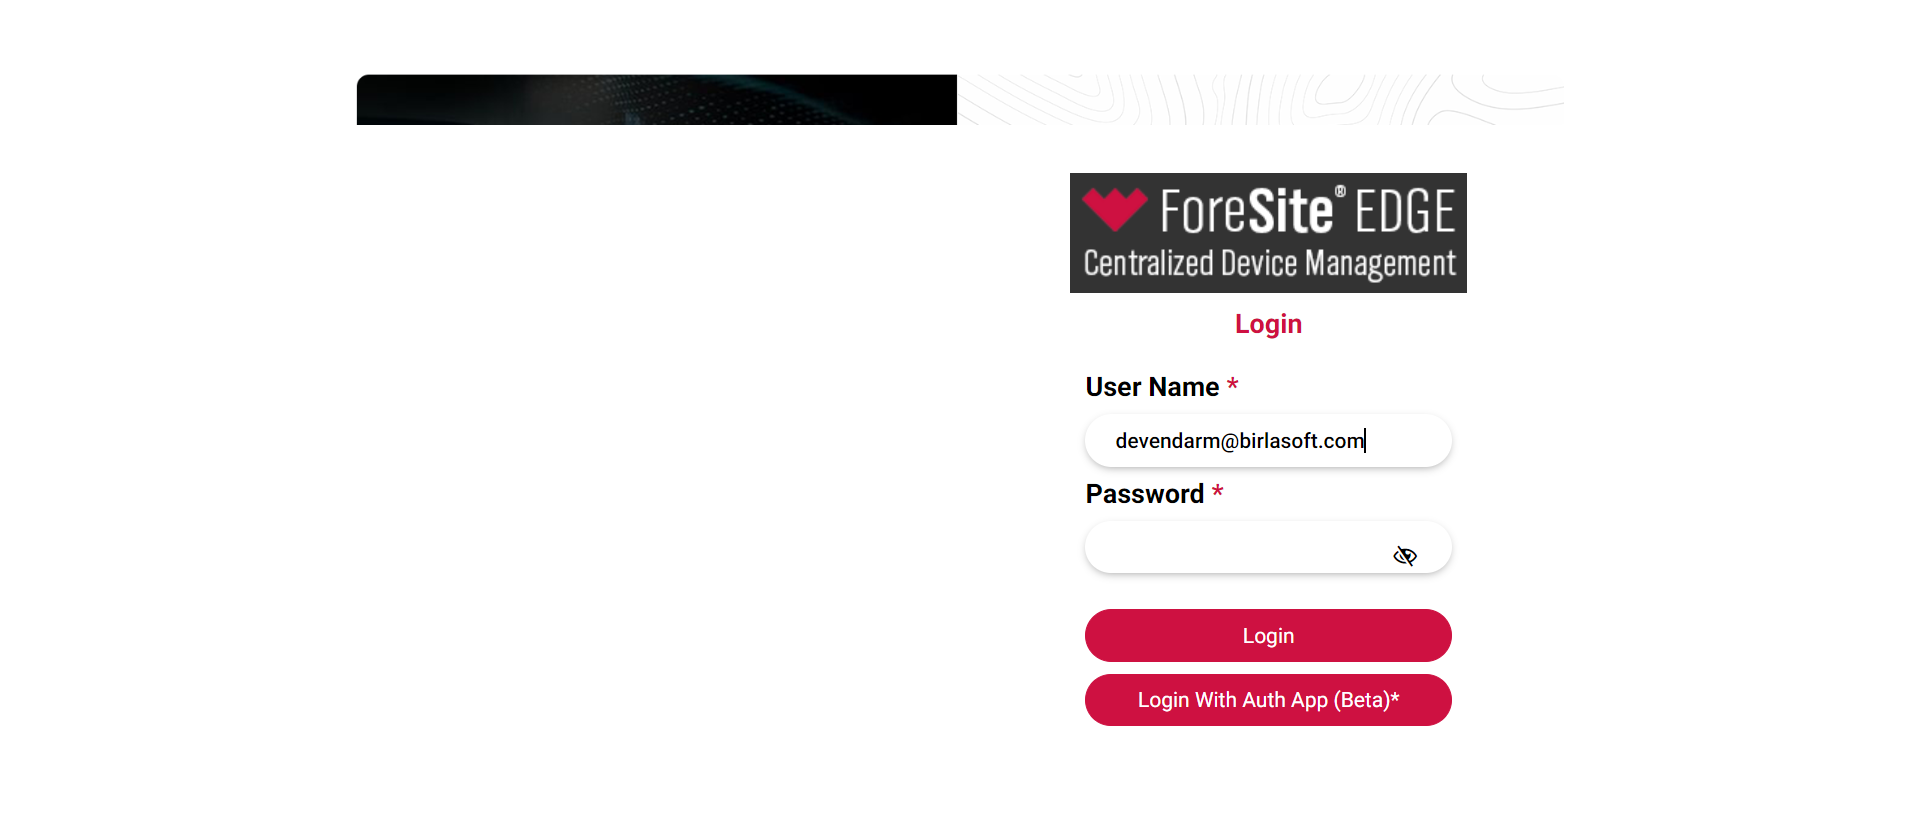 ForeSite® EDGE
Centralized Device Management
Login
User Name *
devendarm@birlasoft.com
Password *
Login
Login With Auth App (Beta)*